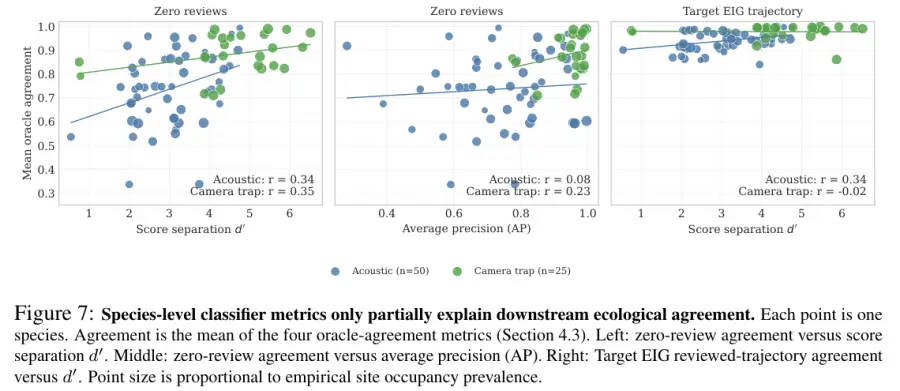 Zero reviews
Zero reviews
Target EIG trajectory
Mean oracle agreement
1.0
0.9
0.8
0.7
0.6
0.5
0.4
0.3
Acoustic: r = 0.34
Camera trap: r = 0.35
1 2 3 4 5 6
Score separation d′
Acoustic: r = 0.08
Camera trap: r = 0.23
0.4 0.6 0.8 1.0
Average precision (AP)
Acoustic: r = 0.34
Camera trap: r = -0.02
1 2 3 4 5 6
Score separation d′
Acoustic (n=50) Camera trap (n=25)
Figure 7: Species-level classifier metrics only partially explain downstream ecological agreement. Each point is one
species. Agreement is the mean of the four oracle-agreement metrics (Section 4.3). Left: zero-review agreement versus score
separation d′. Middle: zero-review agreement versus average precision (AP). Right: Target EIG reviewed-trajectory agreement
versus d′. Point size is proportional to empirical site occupancy prevalence.